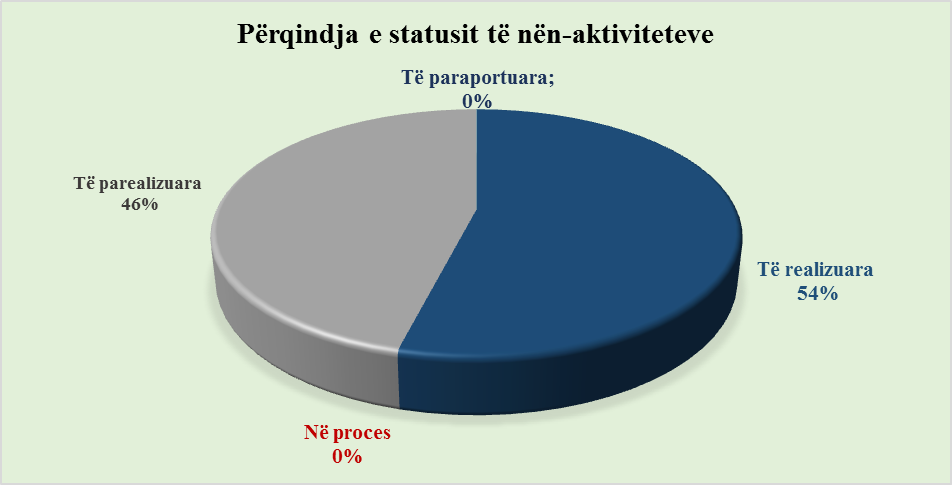 Përqindja e statusit të nën-aktiviteteve
Të paraportuara;
0%
Të parealizuara
46%
Të realizuara
54%
Në proces
0%